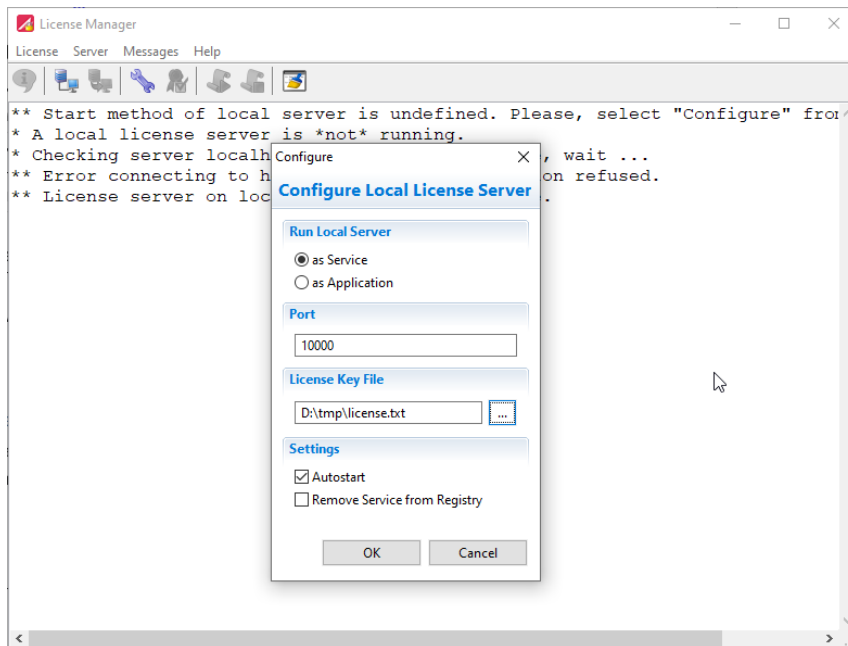 License Manager
License Server Messages Help
** Start method of local server is undefined. Please, select "Configure" from
* A local license server is *not* running.
* Checking server localh , wait ...
** Error connecting to h on refused.
** License server on loc .
Configure
Configure Local License Server
Run Local Server
as Service
as Application
Port
10000
License Key File
D:\tmp\license.txt
...
Settings
Autostart
Remove Service from Registry
OK Cancel